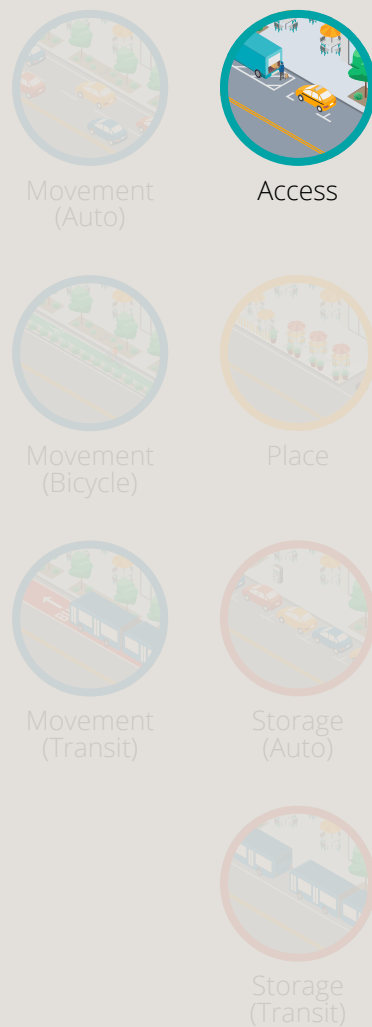 Movement
(Auto)
Access
Movement
(Bicycle)
Place
Movement
(Transit)
Storage
(Auto)
Storage
(Transit)